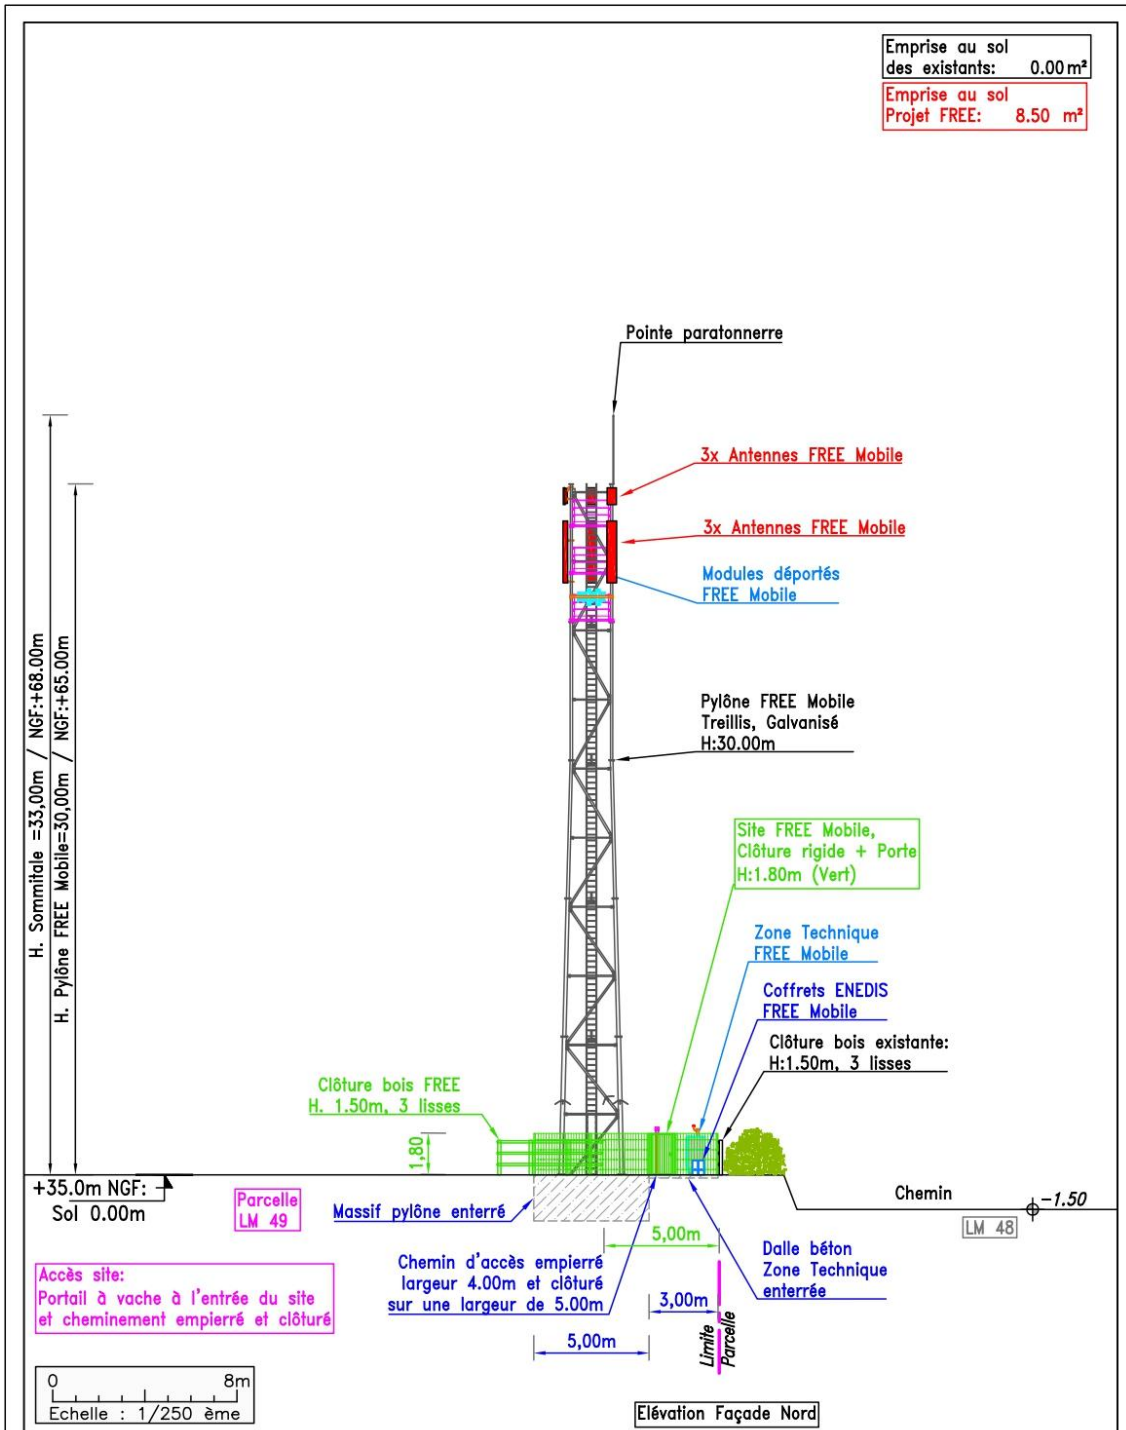 Emprise au sol
des existants: 0.00 m²
Emprise au sol
Projet FREE: 8.50 m²
Pointe paratonnerre
3x Antennes FREE Mobile
3x Antennes FREE Mobile
Modules déportés
FREE Mobile
H. Sommitale =33,00m / NGF:+68.00m
H. Pylône FREE Mobile=30,00m / NGF:+65.00m
Pylône FREE Mobile
Treillis, Galvanisé
H:30.00m
Site FREE Mobile,
Clôture rigide + Porte
H:1.80m (Vert)
Zone Technique
FREE Mobile
Coffrets ENEDIS
FREE Mobile
Clôture bois existante:
H:1.50m, 3 lisses
Clôture bois FREE
H. 1.50m, 3 lisses
1,80
+35.0m NGF:
Sol 0.00m
Parcelle
LM 49
Massif pylône enterré
Chemin
-1.50
LM 48
5,00m
Chemin d'accès empierré
largeur 4.00m et clôturé
sur une largeur de 5.00m
Dalle béton
Zone Technique
enterrée
Accès site:
Portail à vache à l'entrée du site
et cheminement empierré et clôturé
3,00m
5,00m
Limite
Parcelle
0 8m
Echelle : 1/250 ème
Elévation Façade Nord